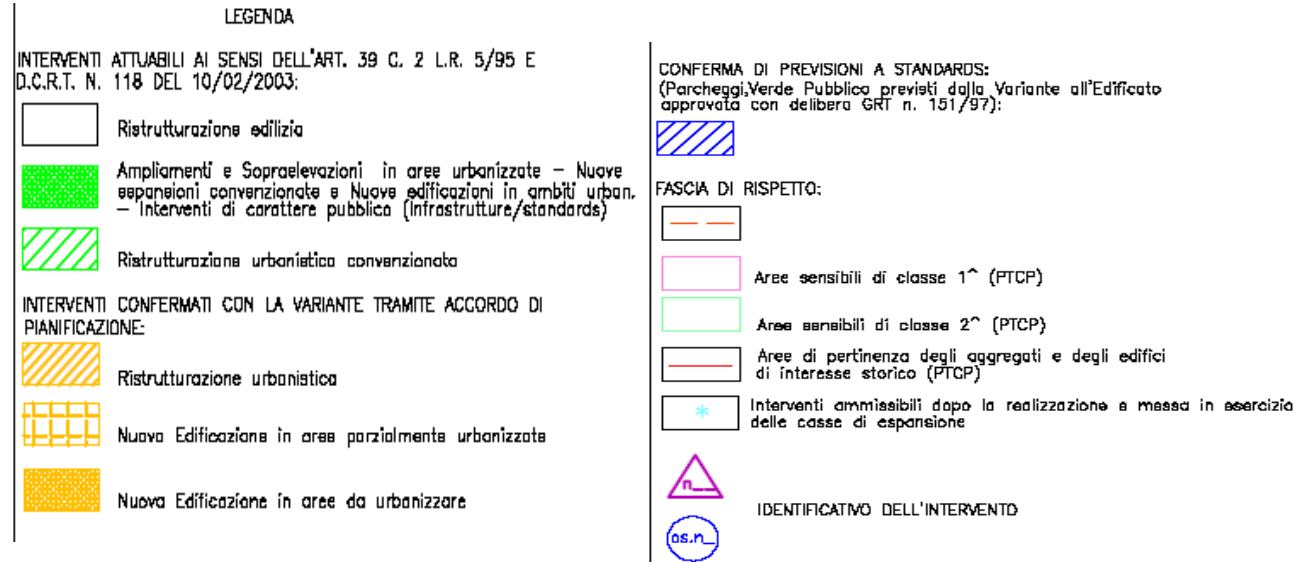 LEGENDA
INTERVENTI ATTUABILI AI SENSI DELL'ART. 39 C. 2 L.R. 5/95 E
D.C.R.T. N. 118 DEL 10/02/2003:
Ristrutturazione edilizia
Ampliamenti e Sopraelevazioni in aree urbanizzate – Nuove
espansioni convenzionate e Nuove edificazioni in ambiti urban.
– Interventi di carattere pubblico (Infrastrutture/standards)
Ristrutturazione urbanistica convenzionata
INTERVENTI CONFERMATI CON LA VARIANTE TRAMITE ACCORDO DI
PIANIFICAZIONE:
Ristrutturazione urbanistica
Nuova Edificazione in aree parzialmente urbanizzate
Nuova Edificazione in aree da urbanizzare
CONFERMA DI PREVISIONI A STANDARDS:
(Parcheggi,Verde Pubblico previsti dalla Variante all'Edificato
approvata con delibera GRT n. 151/97):
FASCIA DI RISPETTO:
Aree sensibili di classe 1^ (PTCP)
Aree sensibili di classe 2^ (PTCP)
Aree di pertinenza degli aggregati e degli edifici
di interesse storico (PTCP)
*
Interventi ammissibili dopo la realizzazione e messa in esercizio
delle casse di espansione
n__
IDENTIFICATIVO DELL'INTERVENTO
os.n_